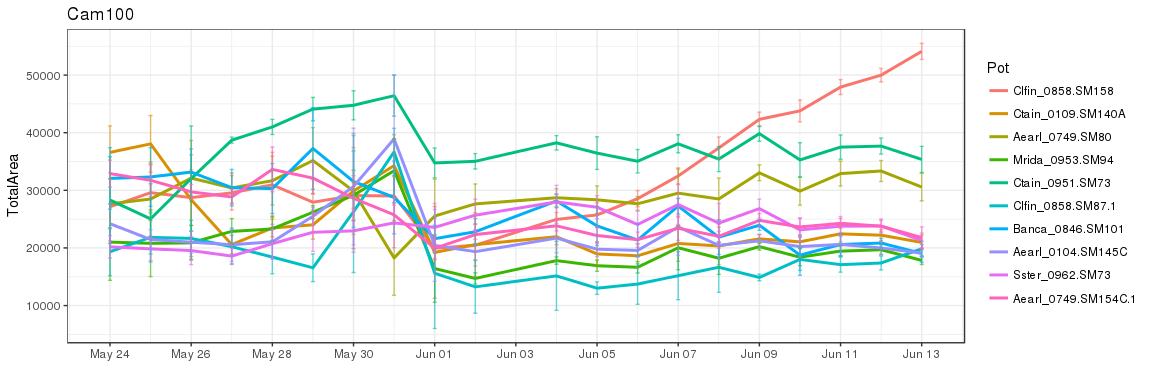 Cam100
TotalArea
50000
40000
30000
20000
10000
May 24 May 26 May 28 May 30 Jun 01 Jun 03 Jun 05 Jun 07 Jun 09 Jun 11 Jun 13
Pot
Clfin_0858.SM158
Ctain_0109.SM140A
Aearl_0749.SM80
Mrida_0953.SM94
Ctain_0951.SM73
Clfin_0858.SM87.1
Banca_0846.SM101
Aearl_0104.SM145C
Sster_0962.SM73
Aearl_0749.SM154C.1